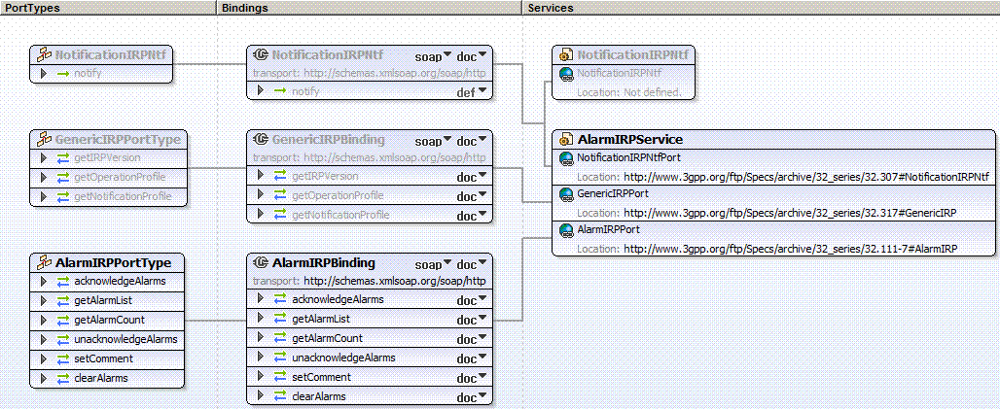 PortTypes
Bindings
Services
NotificationIRPNtf
notify
NotificationIRPNtf soap doc
transport: http://schemas.xmlsoap.org/soap/http
notify def
NotificationIRPNtf
NotificationIRPNtf
Location: Not defined.
GenericIRPPortType
getIRPVersion
getOperationProfile
getNotificationProfile
GenericIRPBinding soap doc
transport: http://schemas.xmlsoap.org/soap/http
getIRPVersion doc
getOperationProfile doc
getNotificationProfile doc
AlarmIRPService
NotificationIRPNtfPort
Location: http://www.3gpp.org/ftp/Specs/archive/32_series/32.307#NotificationIRPNtf
GenericIRPPort
Location: http://www.3gpp.org/ftp/Specs/archive/32_series/32.317#GenericIRP
AlarmIRPPort
Location: http://www.3gpp.org/ftp/Specs/archive/32_series/32.111-7#AlarmIRP
AlarmIRPPortType
acknowledgeAlarms
getAlarmList
getAlarmCount
unacknowledgeAlarms
setComment
clearAlarms
AlarmIRPBinding soap doc
transport: http://schemas.xmlsoap.org/soap/http
acknowledgeAlarms doc
getAlarmList doc
getAlarmCount doc
unacknowledgeAlarms doc
setComment doc
clearAlarms doc